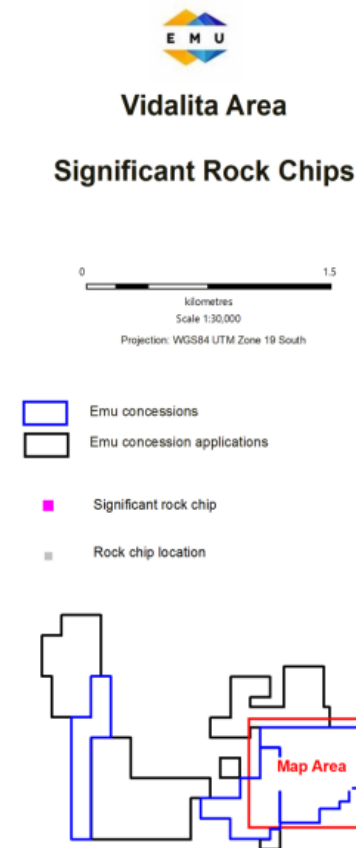 E M U
Vidalita Area
Significant Rock Chips
0 1.5
kilometres
Scale 1:30,000
Projection: WGS84 UTM Zone 19 South
Emu concessions
Emu concession applications
Significant rock chip
Rock chip location
Map Area